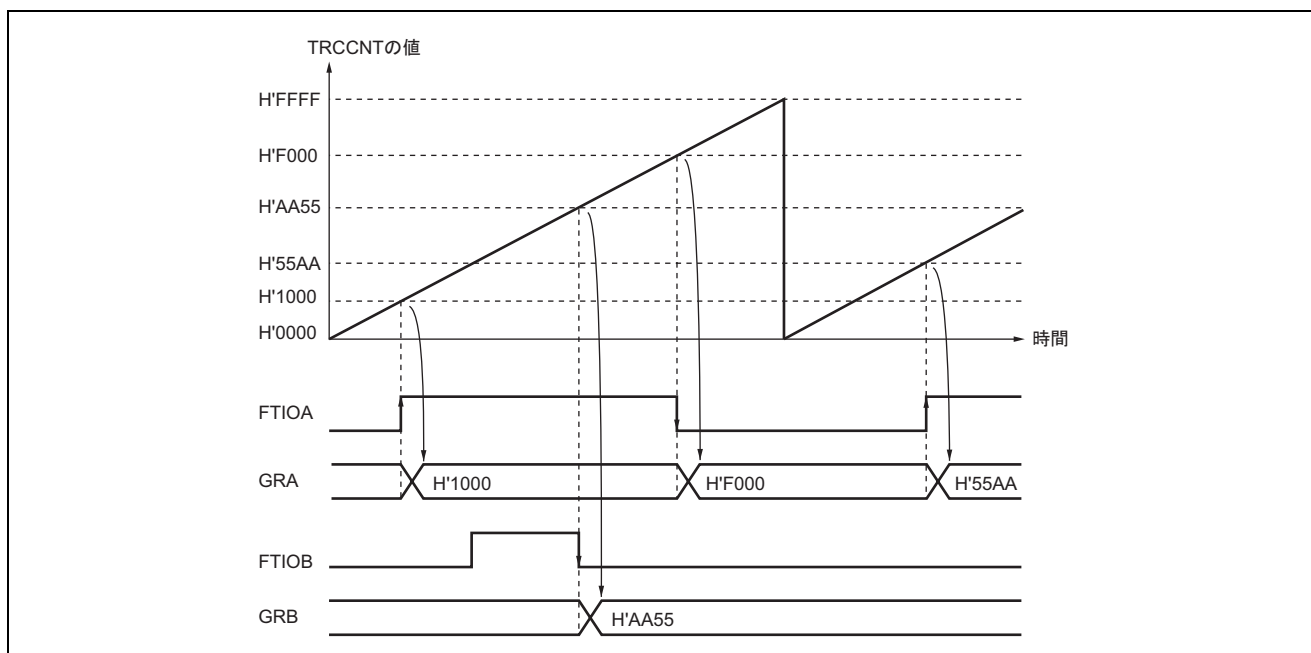 TRCCNTの値
H'FFFF
H'F000
H'AA55
H'55AA
H'1000
H'0000
時間
FTIOA
GRA
H'1000
H'F000
H'55AA
FTIOB
GRB
H'AA55